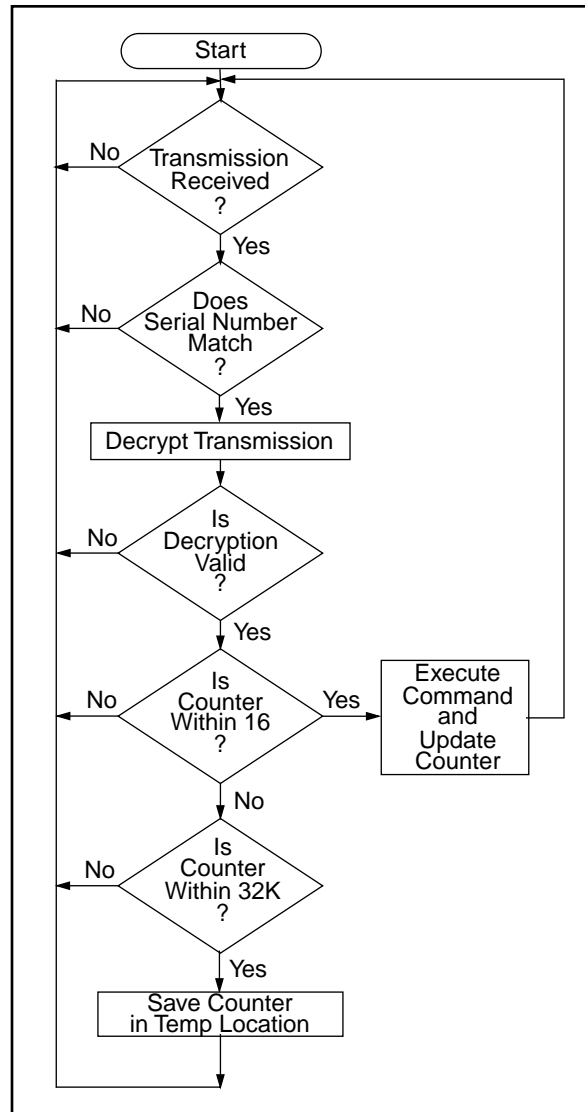 Start
No
Transmission
Received
?
Yes
No
Does
Serial Number
Match
?
Yes
Decrypt Transmission
No
Is
Decryption
Valid
?
Yes
No
Is
Counter
Within 16
?
Yes
Execute
Command
and
Update
Counter
No
No
Is
Counter
Within 32K
?
Yes
Save Counter
in Temp Location